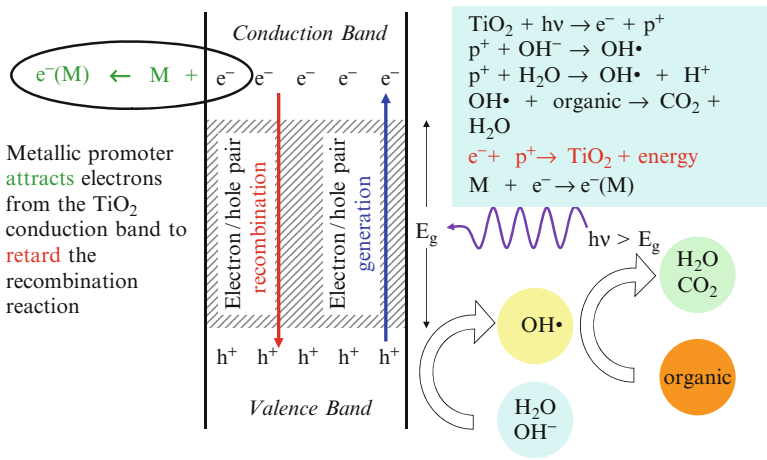 Conduction Band
e⁻(M) ← M + e⁻ e⁻ e⁻ e⁻ e⁻
Metallic promoter
attracts electrons
from the TiO₂
conduction band to
retard the
recombination
reaction
Electron/hole pair
recombination
Electron/hole pair
generation
h⁺ h⁺ h⁺ h⁺ h⁺
Valence Band
TiO₂ + hν → e⁻ + p⁺
p⁺ + OH⁻ → OH•
p⁺ + H₂O → OH• + H⁺
OH• + organic → CO₂ +
H₂O
e⁻ + p⁺ → TiO₂ + energy
M + e⁻ → e⁻(M)
E₉
hν > E₉
OH•
H₂O
OH⁻
H₂O
CO₂
organic